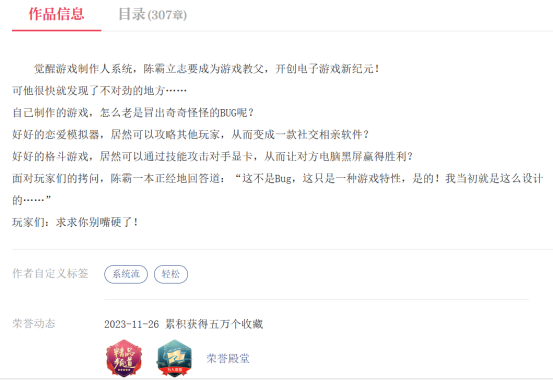 作品信息 目录(307章)
觉醒游戏制作人系统，陈霸立志要成为游戏教父，开创电子游戏新纪元！
可他很快就发现了不对劲的地方……
自己制作的游戏，怎么老是冒出奇奇怪怪的BUG呢？
好好的恋爱模拟器，居然可以攻略其他玩家，从而变成一款社交相亲软件？
好好的格斗游戏，居然可以通过技能攻击对手显卡，从而让对方电脑黑屏赢得胜利？
面对玩家们的拷问，陈霸一本正经地回答道：“这不是Bug，这只是一种游戏特性，是的！我当初就是这么设计
的……”
玩家们：求求你别嘴硬了！
作者自定义标签 系统流 轻松
荣誉动态 2023-11-26 累积获得五万个收藏
荣誉殿堂